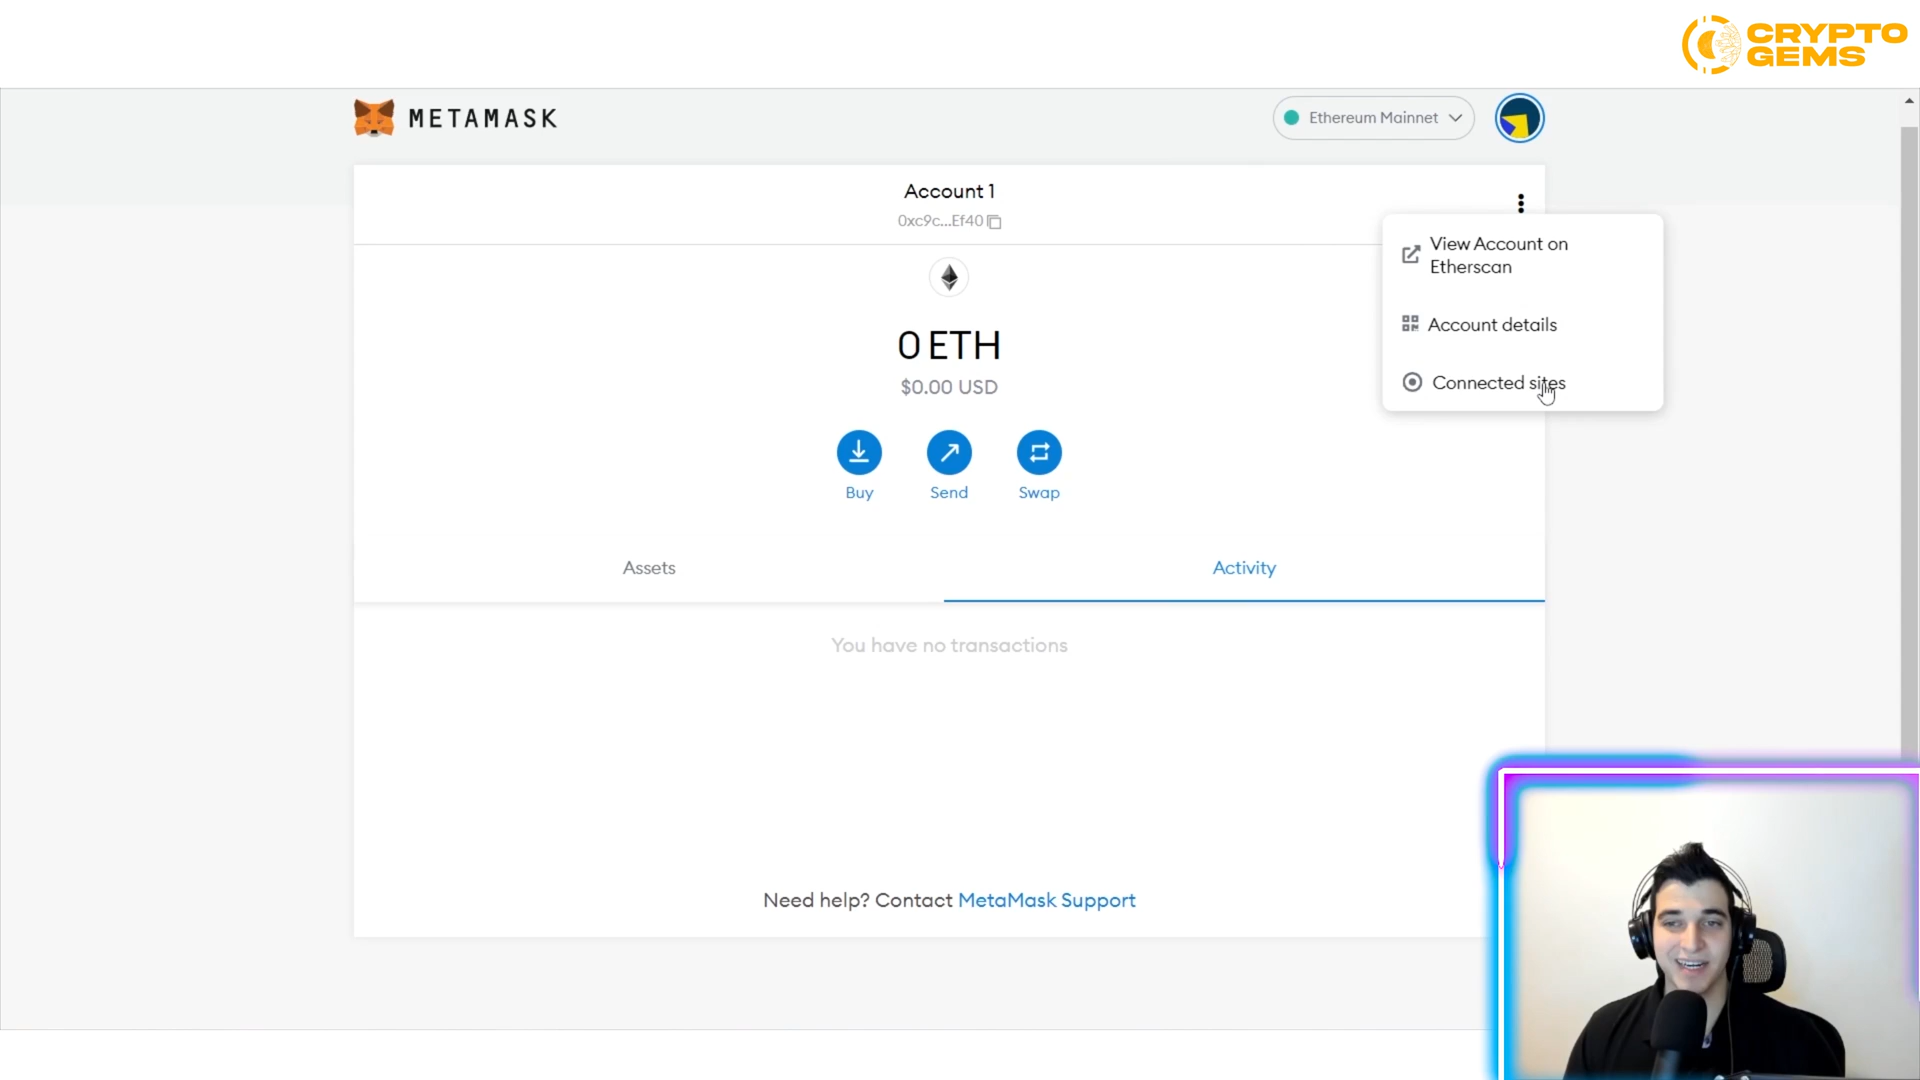 CRYPTO
GEMS
METAMASK
Ethereum Mainnet
Account 1
0xc9c...Ef40
View Account on
Etherscan
Account details
Connected sites
0 ETH
$0.00 USD
Buy
Send
Swap
Assets
Activity
You have no transactions
Need help? Contact MetaMask Support